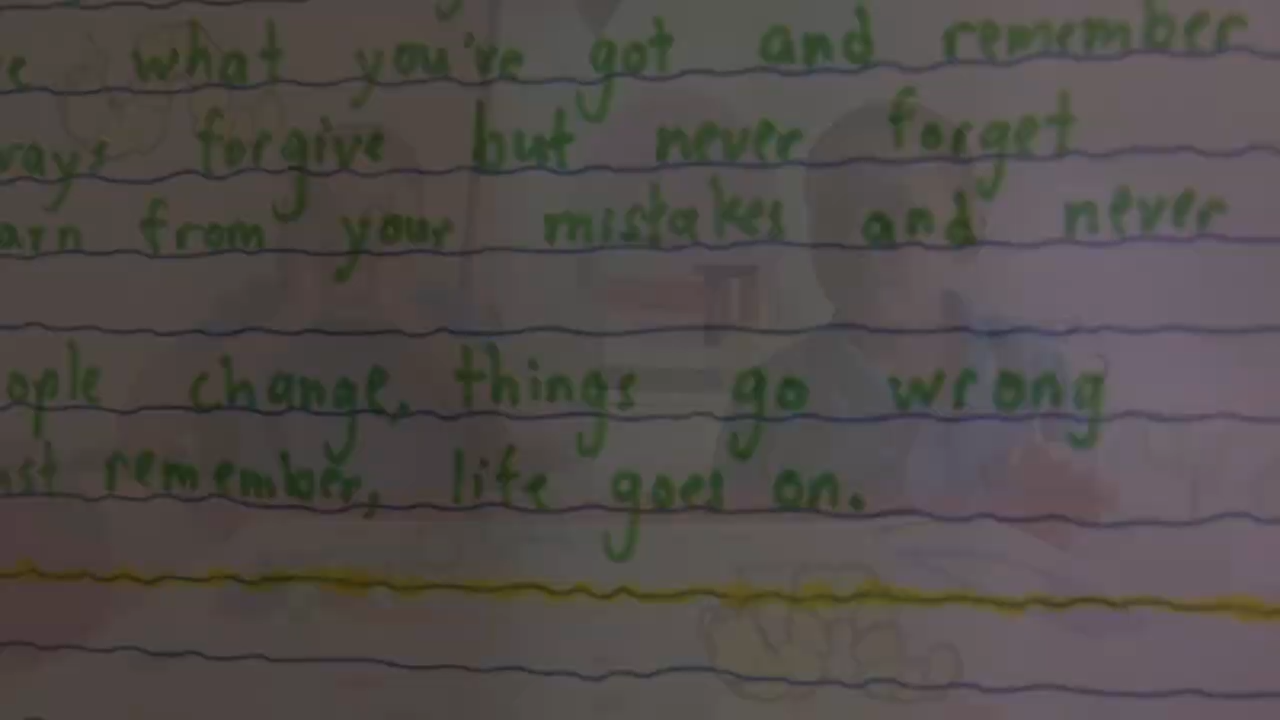 what you've got and remember
forgive but never forget
from your mistakes and never
change, things go wrong
remember, life goes on.